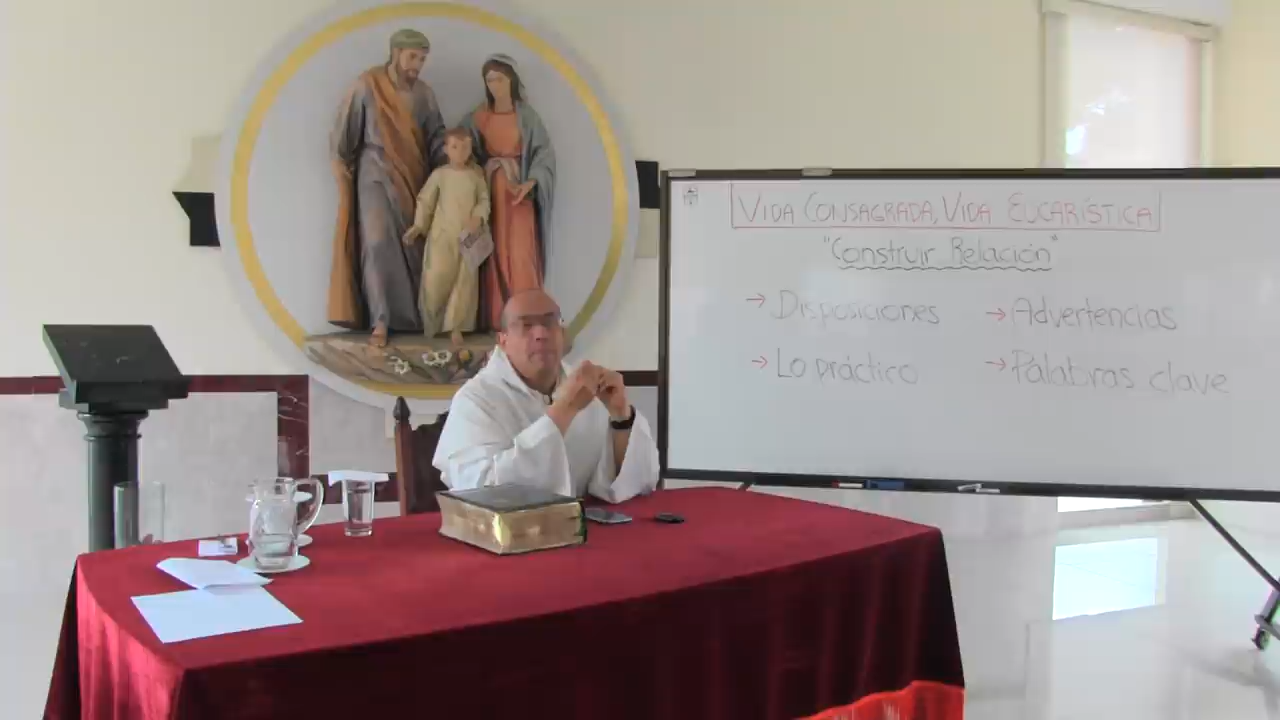 VIDA CONSAGRADA, VIDA EUCARÍSTICA
"Construir Relación"
→ Disposiciones
→ Advertencias
→ Lo práctico
→ Palabras clave